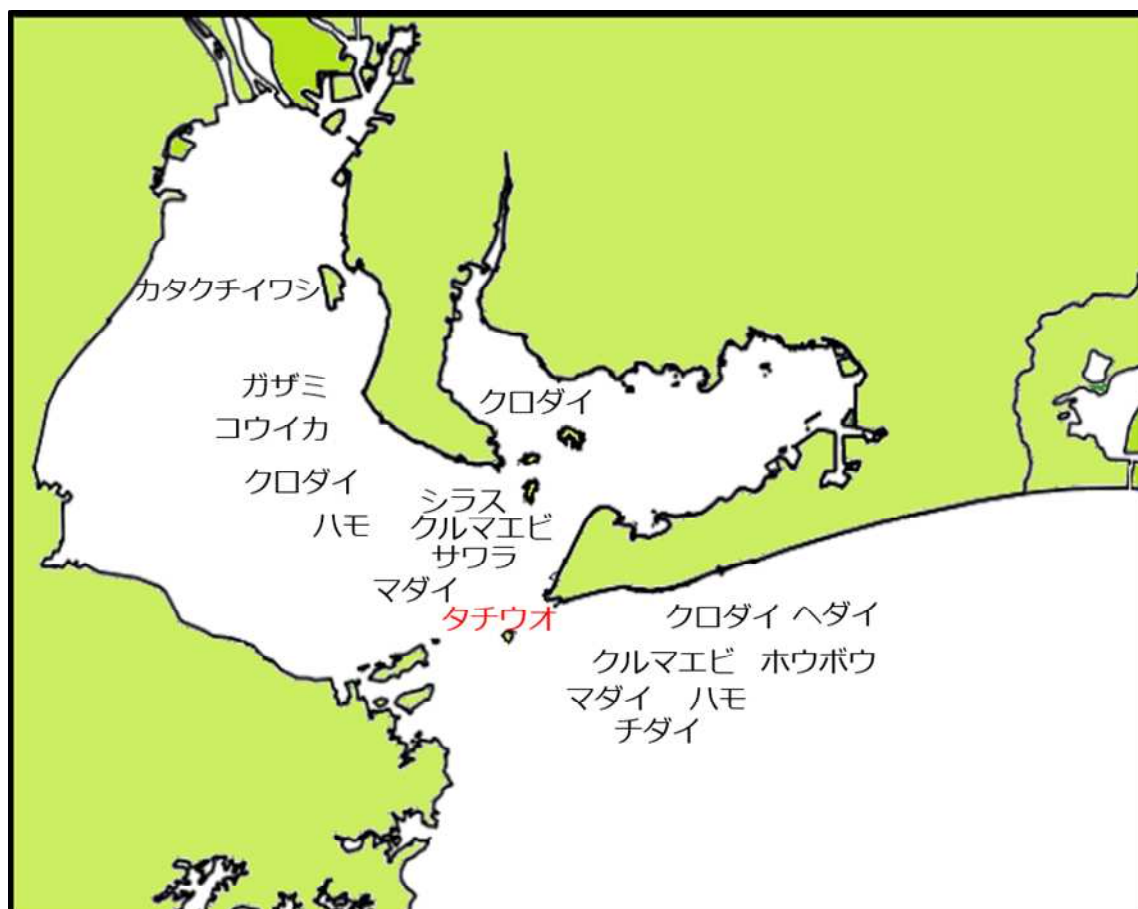 カタクチイワシ
ガザミ
クロダイ
コウイカ
クロダイ
シラス
ハモ
クルマエビ
サワラ
マダイ
タチウオ
クロダイ ヘダイ
クルマエビ ホウボウ
マダイ ハモ
チダイ